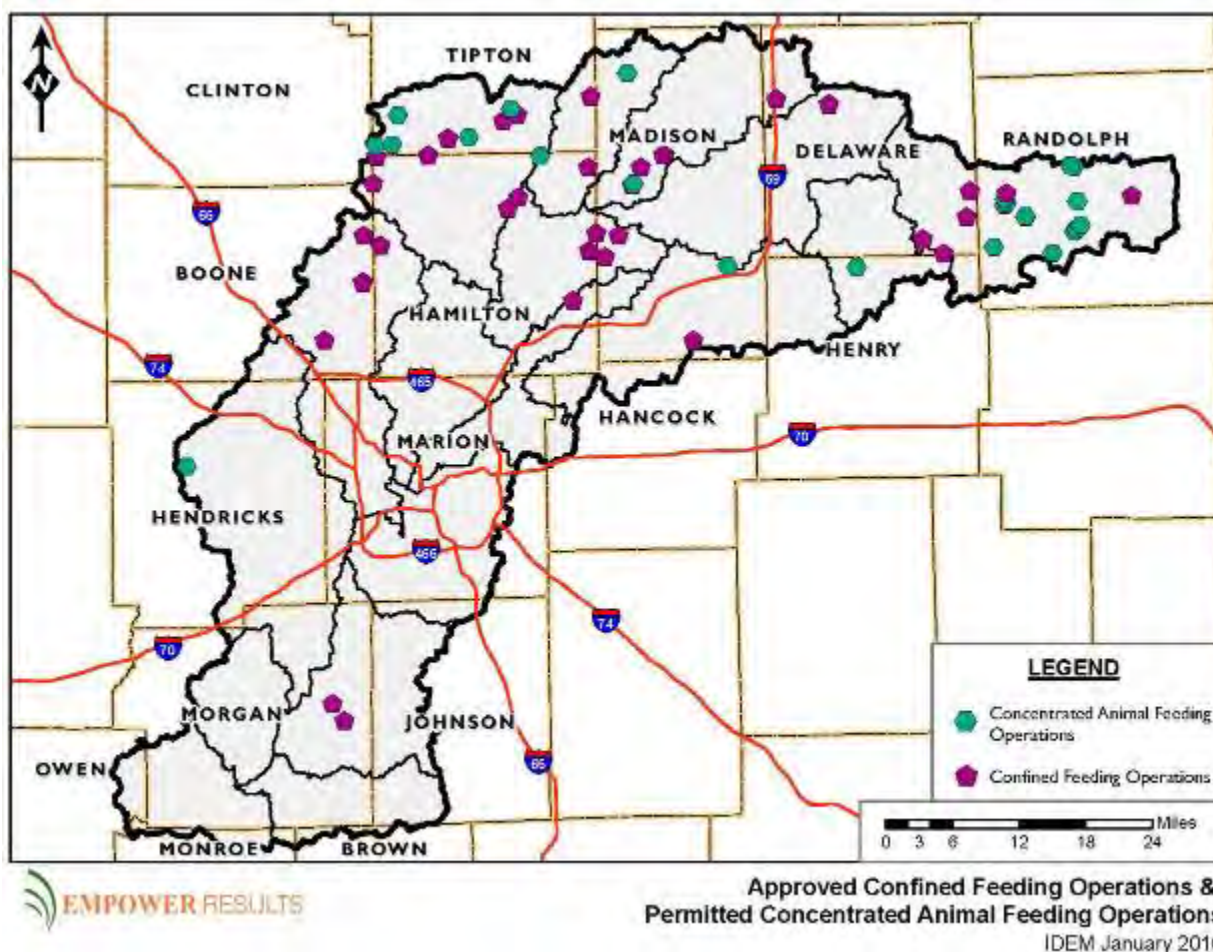 N
TIPTON
CLINTON
MADISON
RANDOLPH
DELAWARE
69
65
BOONE
HAMILTON
HENRY
74
465
HANCOCK
MARION
70
HENDRICKS
465
74
70
LEGEND
Concentrated Animal Feeding
Operations
MORGAN
JOHNSON
OWEN
65
Confined Feeding Operations
Miles
0 3 6 12 18 24
MONROE
BROWN
EMPOWER RESULTS
Approved Confined Feeding Operations &
Permitted Concentrated Animal Feeding Operations
IDEM January 2010